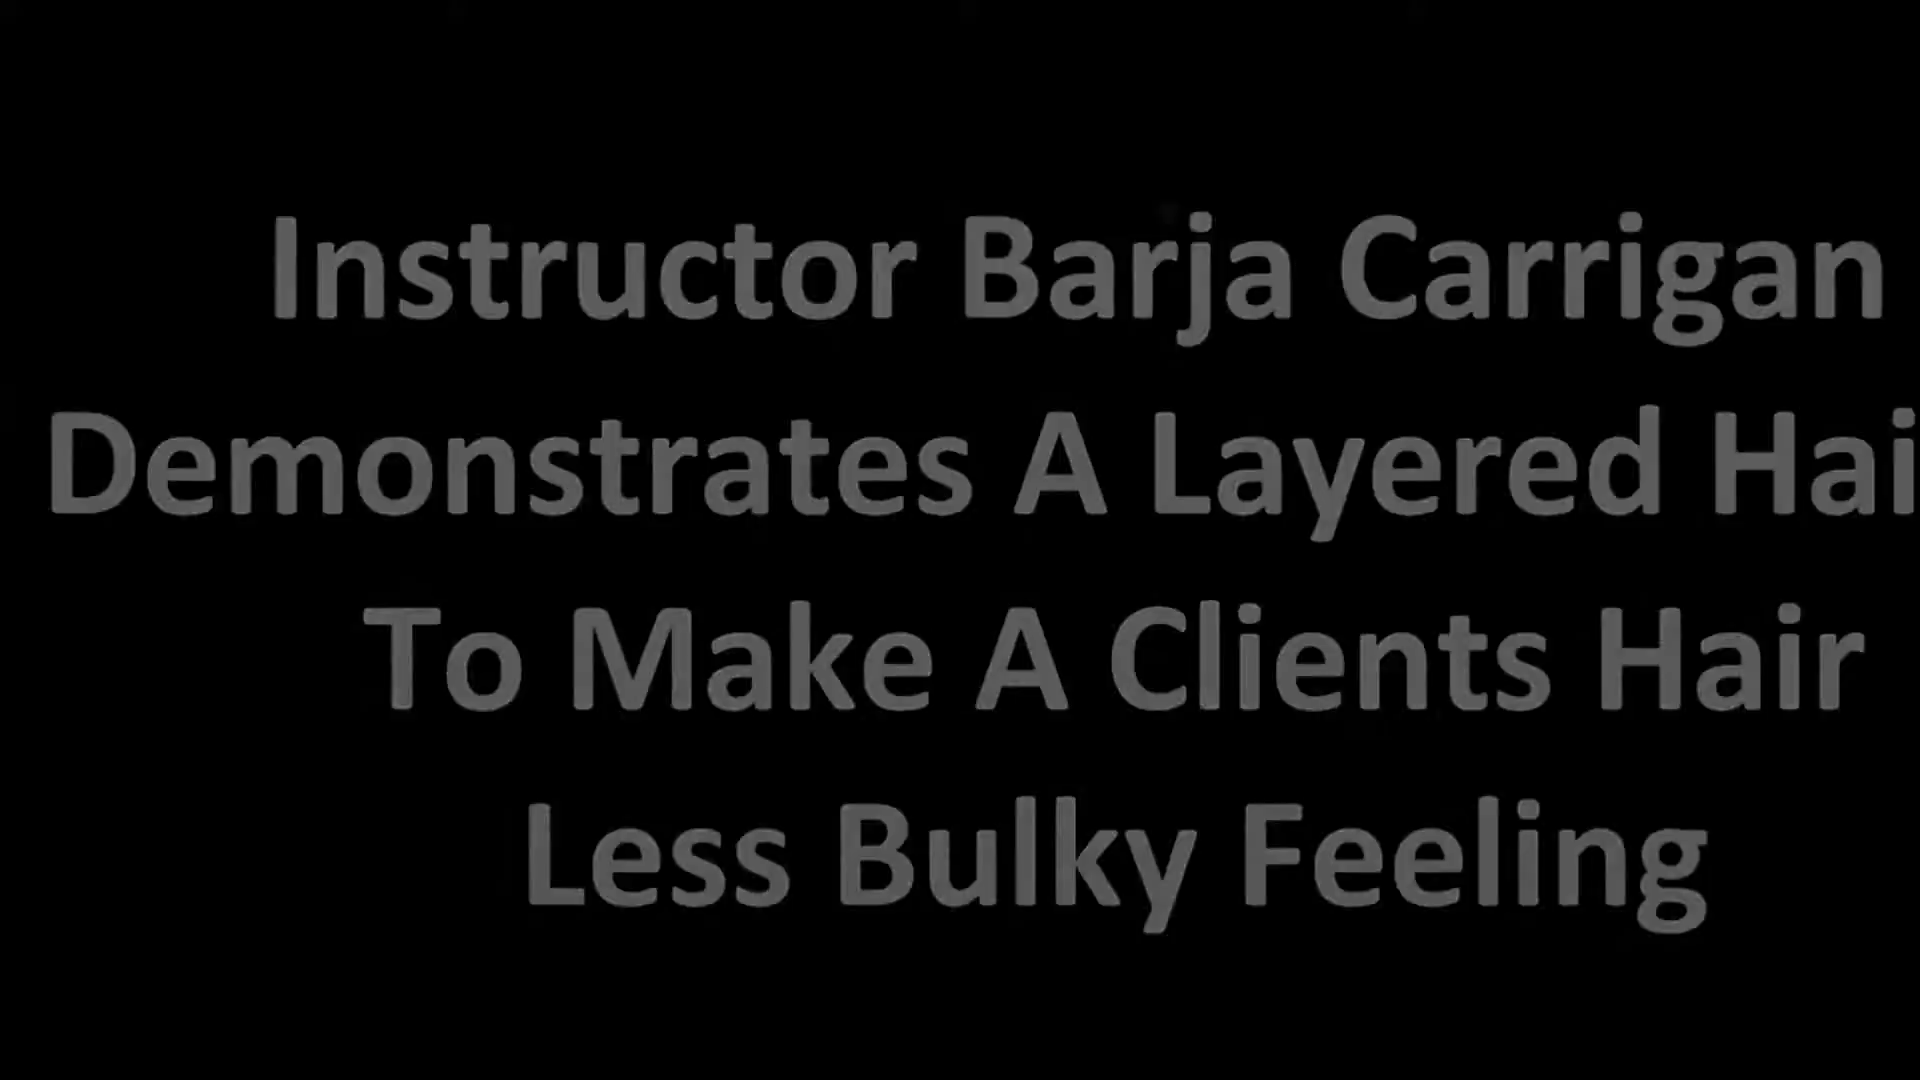 Instructor Barja Carrigan
Demonstrates A Layered Hai
To Make A Clients Hair
Less Bulky Feeling